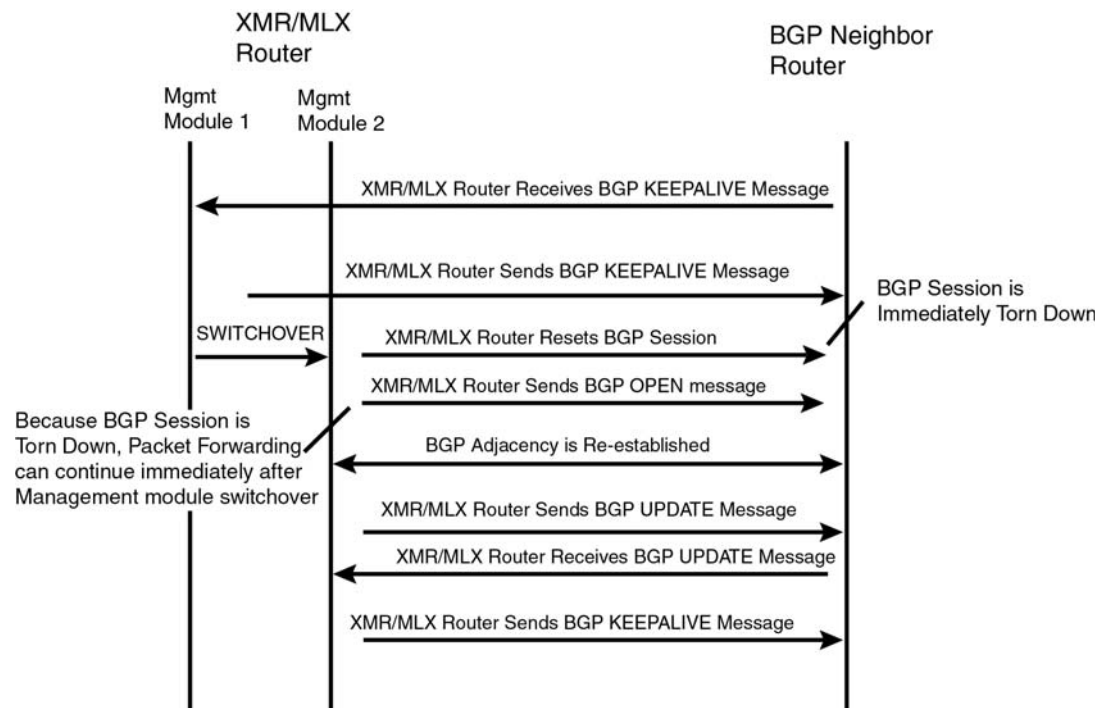 XMR/MLX
Router
BGP Neighbor
Router
Mgmt
Module 1
Mgmt
Module 2
XMR/MLX Router Receives BGP KEEPALIVE Message
XMR/MLX Router Sends BGP KEEPALIVE Message
BGP Session is
Immediately Torn Down
SWITCHOVER
XMR/MLX Router Resets BGP Session
XMR/MLX Router Sends BGP OPEN message
Because BGP Session is
Torn Down, Packet Forwarding
can continue immediately after
Management module switchover
BGP Adjacency is Re-established
XMR/MLX Router Sends BGP UPDATE Message
XMR/MLX Router Receives BGP UPDATE Message
XMR/MLX Router Sends BGP KEEPALIVE Message